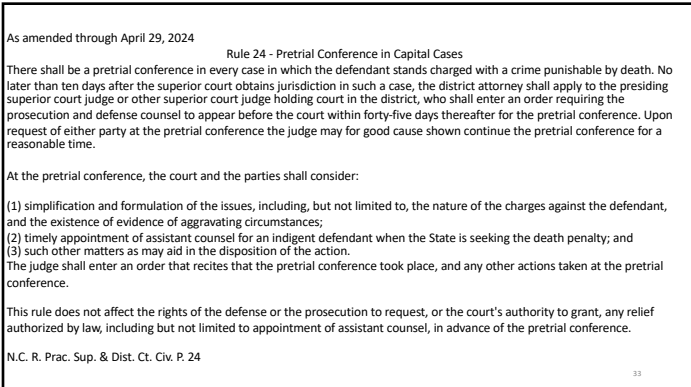 As amended through April 29, 2024
Rule 24 - Pretrial Conference in Capital Cases
There shall be a pretrial conference in every case in which the defendant stands charged with a crime punishable by death. No
later than ten days after the superior court obtains jurisdiction in such a case, the district attorney shall apply to the presiding
superior court judge or other superior court judge holding court in the district, who shall enter an order requiring the
prosecution and defense counsel to appear before the court within forty-five days thereafter for the pretrial conference. Upon
request of either party at the pretrial conference the judge may for good cause shown continue the pretrial conference for a
reasonable time.
At the pretrial conference, the court and the parties shall consider:
(1) simplification and formulation of the issues, including, but not limited to, the nature of the charges against the defendant,
and the existence of evidence of aggravating circumstances;
(2) timely appointment of assistant counsel for an indigent defendant when the State is seeking the death penalty; and
(3) such other matters as may aid in the disposition of the action.
The judge shall enter an order that recites that the pretrial conference took place, and any other actions taken at the pretrial
conference.
This rule does not affect the rights of the defense or the prosecution to request, or the court's authority to grant, any relief
authorized by law, including but not limited to appointment of assistant counsel, in advance of the pretrial conference.
N.C. R. Prac. Sup. & Dist. Ct. Civ. P. 24
33